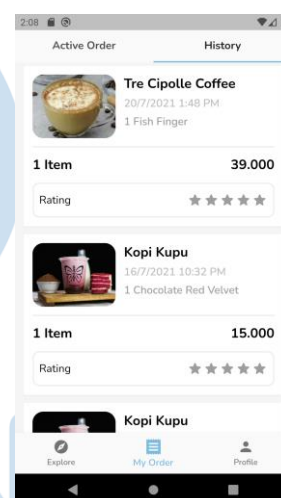 2:08
Active Order History
Tre Cipolle Coffee
20/7/2021 1:48 PM
1 Fish Finger
1 Item 39.000
Rating
Kopi Kupu
16/7/2021 10:32 PM
1 Chocolate Red Velvet
1 Item 15.000
Rating
Kopi Kupu
Explore My Order Profile